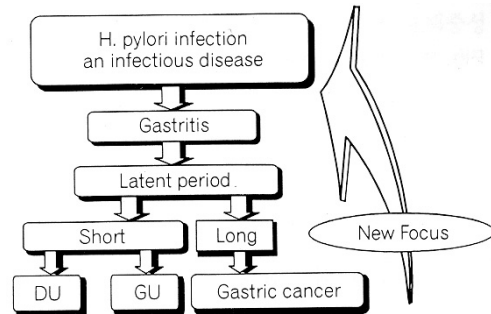 H. pylori infection
an infectious disease
Gastritis
Latent period
Short
Long
New Focus
DU
GU
Gastric cancer